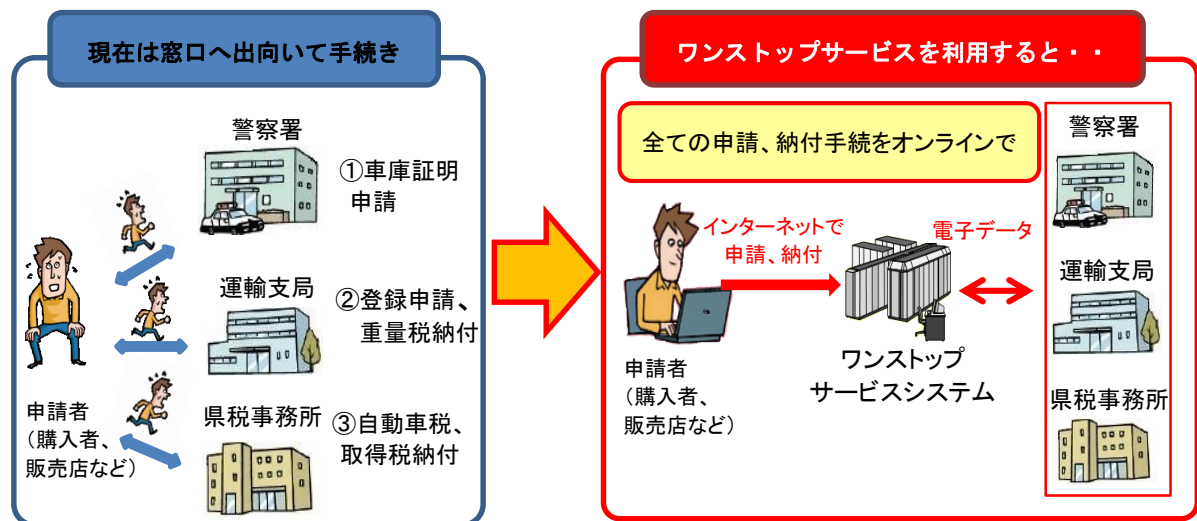 現在は窓口へ出向いて手続き
警察署
①車庫証明
申請
運輸支局
②登録申請、
重量税納付
申請者
（購入者、
販売店など）
県税事務所
③自動車税、
取得税納付
ワンストップサービスを利用すると・・
全ての申請、納付手続をオンラインで
インターネットで
申請、納付
電子データ
申請者
（購入者、
販売店など）
ワンストップ
サービスシステム
警察署
運輸支局
県税事務所